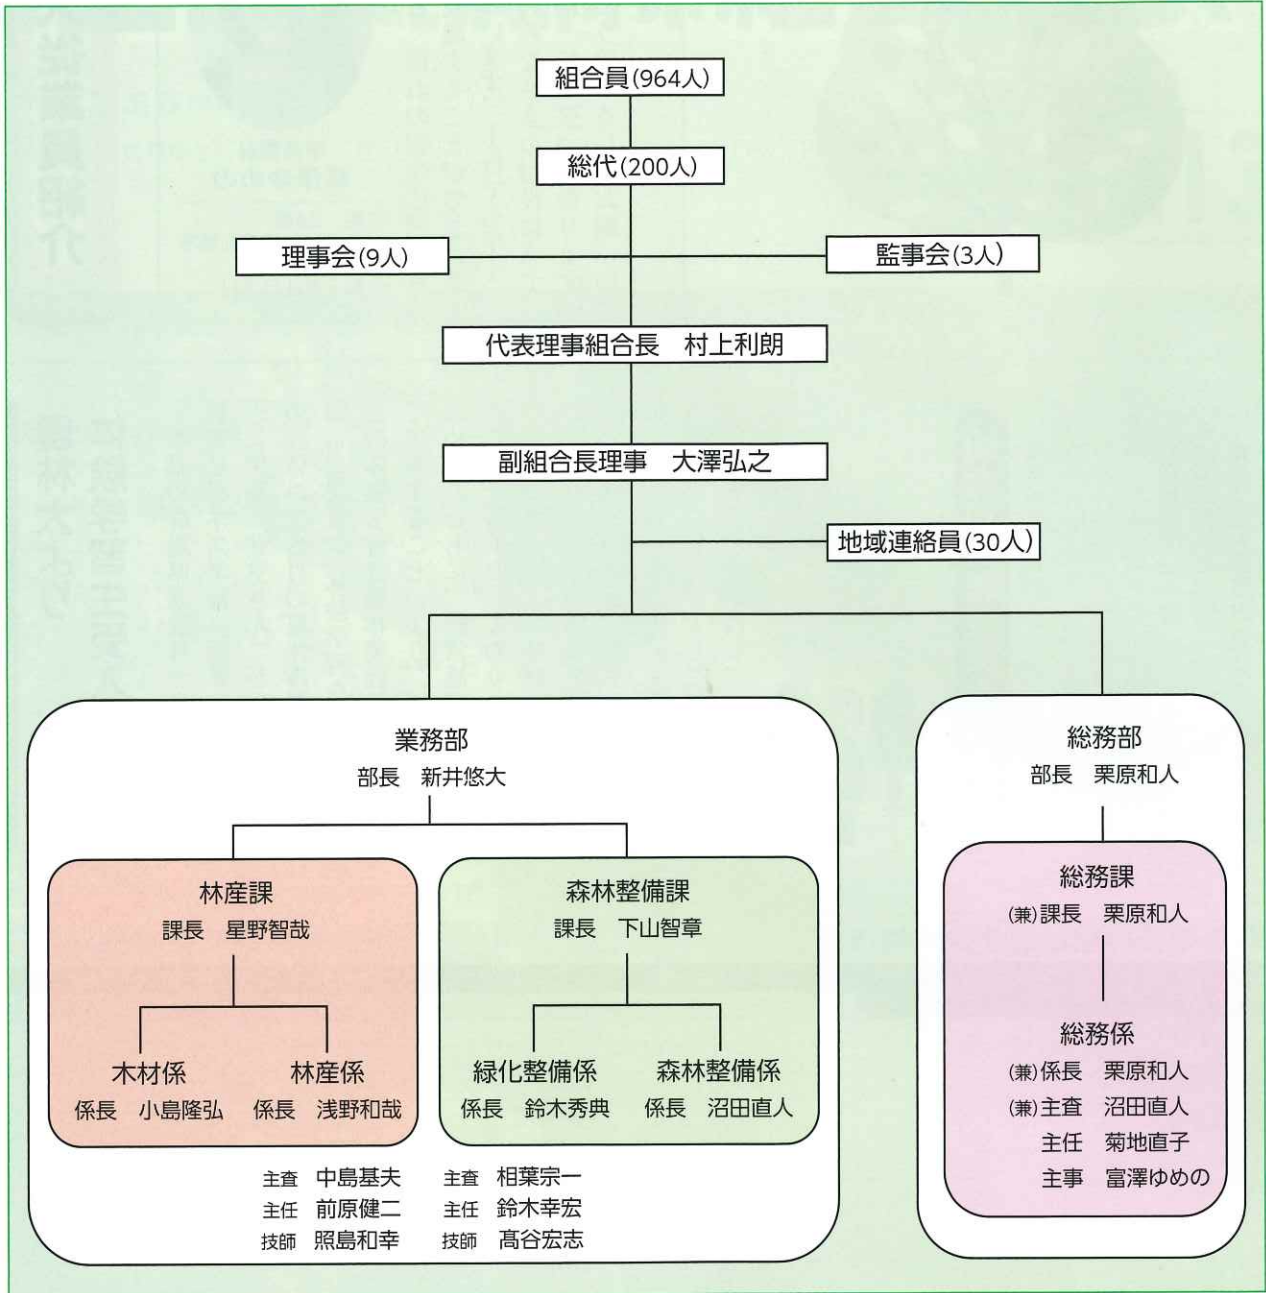 組合員(964人)
総代(200人)
理事会(9人)
監事会(3人)
代表理事組合長　村上利朗
副組合長理事　大澤弘之
地域連絡員(30人)
業務部
部長　新井悠大
林産課
課長　星野智哉
木材係
係長　小島隆弘
林産係
係長　浅野和哉
森林整備課
課長　下山智章
緑化整備係
係長　鈴木秀典
森林整備係
係長　沼田直人
主査　中島基夫
主任　前原健二
技師　照島和幸
主査　相葉宗一
主任　鈴木幸宏
技師　髙谷宏志
総務部
部長　栗原和人
総務課
(兼)課長　栗原和人
総務係
(兼)係長　栗原和人
(兼)主査　沼田直人
主任　菊地直子
主事　富澤ゆめの